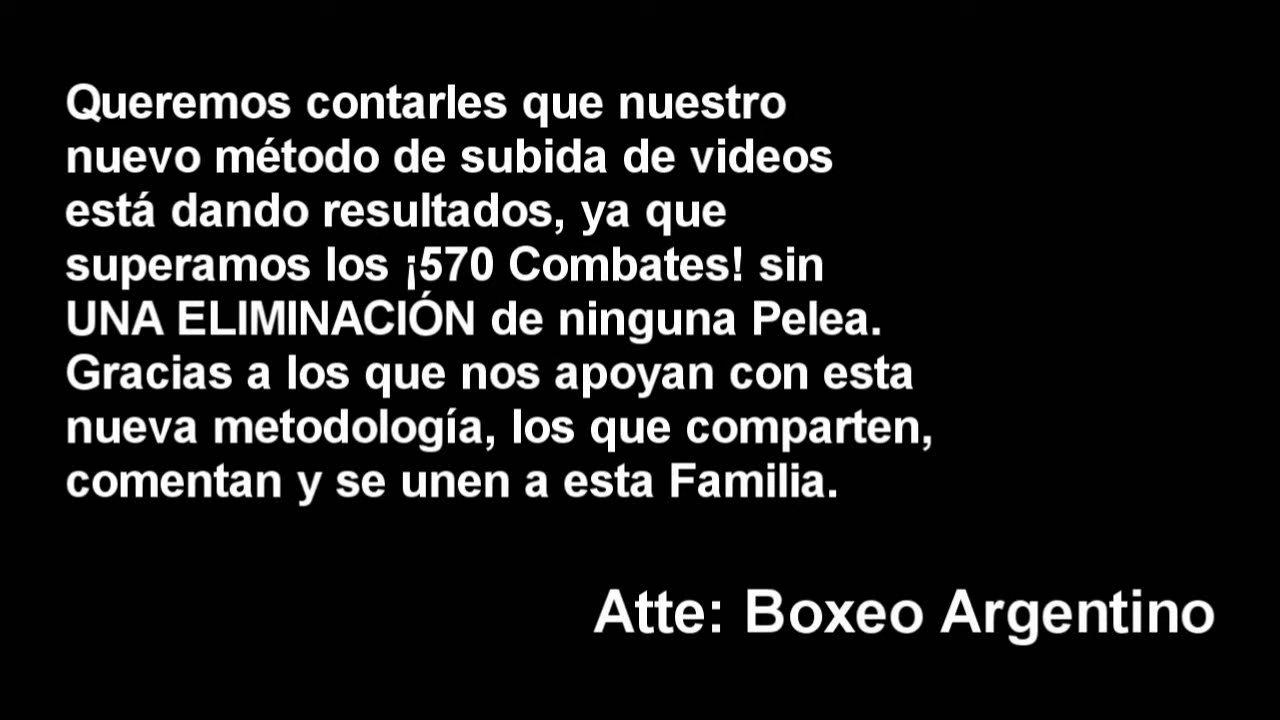 Queremos contarles que nuestro
nuevo método de subida de videos
está dando resultados, ya que
superamos los ¡570 Combates! sin
UNA ELIMINACIÓN de ninguna Pelea.
Gracias a los que nos apoyan con esta
nueva metodología, los que comparten,
comentan y se unen a esta Familia.
Atte: Boxeo Argentino